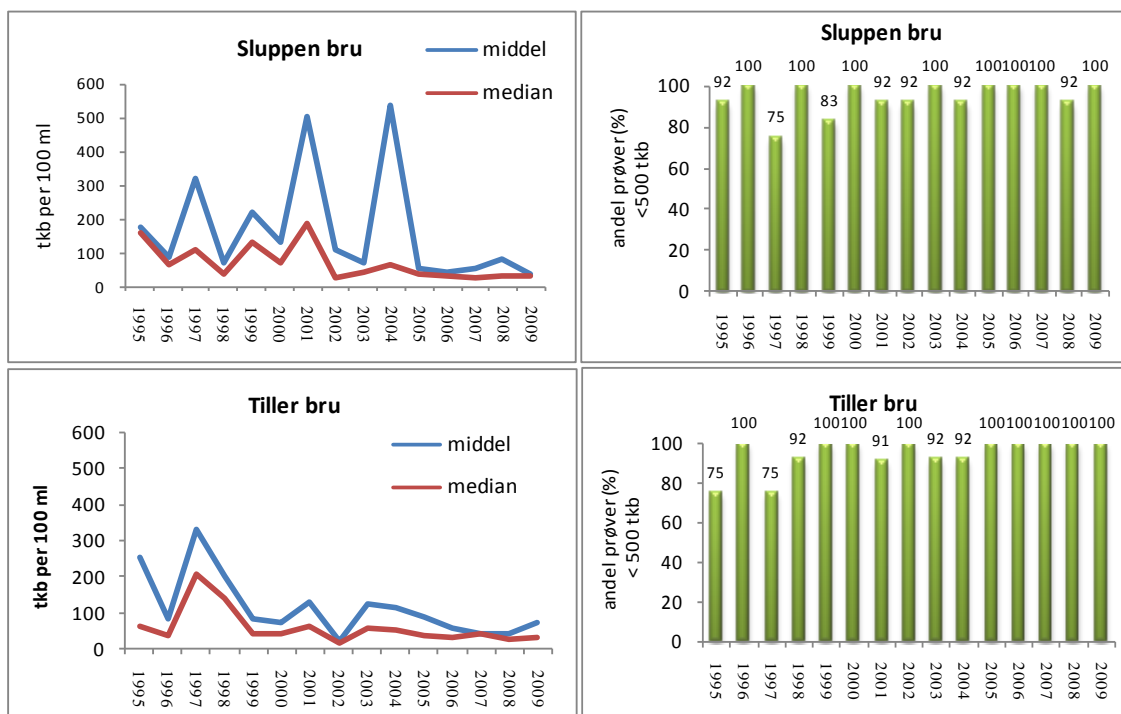 Sluppen bru
middel
median
600
500
400
300
200
100
0
tkb per 100 ml
1995 1996 1997 1998 1999 2000 2001 2002 2003 2004 2005 2006 2007 2008 2009
Sluppen bru
92 100 75 100 83 100 92 92 100 92 100 100 100 92 100
100
80
60
40
20
0
andel prøver (%)
<500 tkb
1995 1996 1997 1998 1999 2000 2001 2002 2003 2004 2005 2006 2007 2008 2009
Tiller bru
middel
median
600
500
400
300
200
100
0
tkb per 100 ml
1995 1996 1997 1998 1999 2000 2001 2002 2003 2004 2005 2006 2007 2008 2009
Tiller bru
75 100 75 92 100 100 91 100 92 92 100 100 100 100 100
100
80
60
40
20
0
andel prøver (%)
< 500 tkb
1995 1996 1997 1998 1999 2000 2001 2002 2003 2004 2005 2006 2007 2008 2009